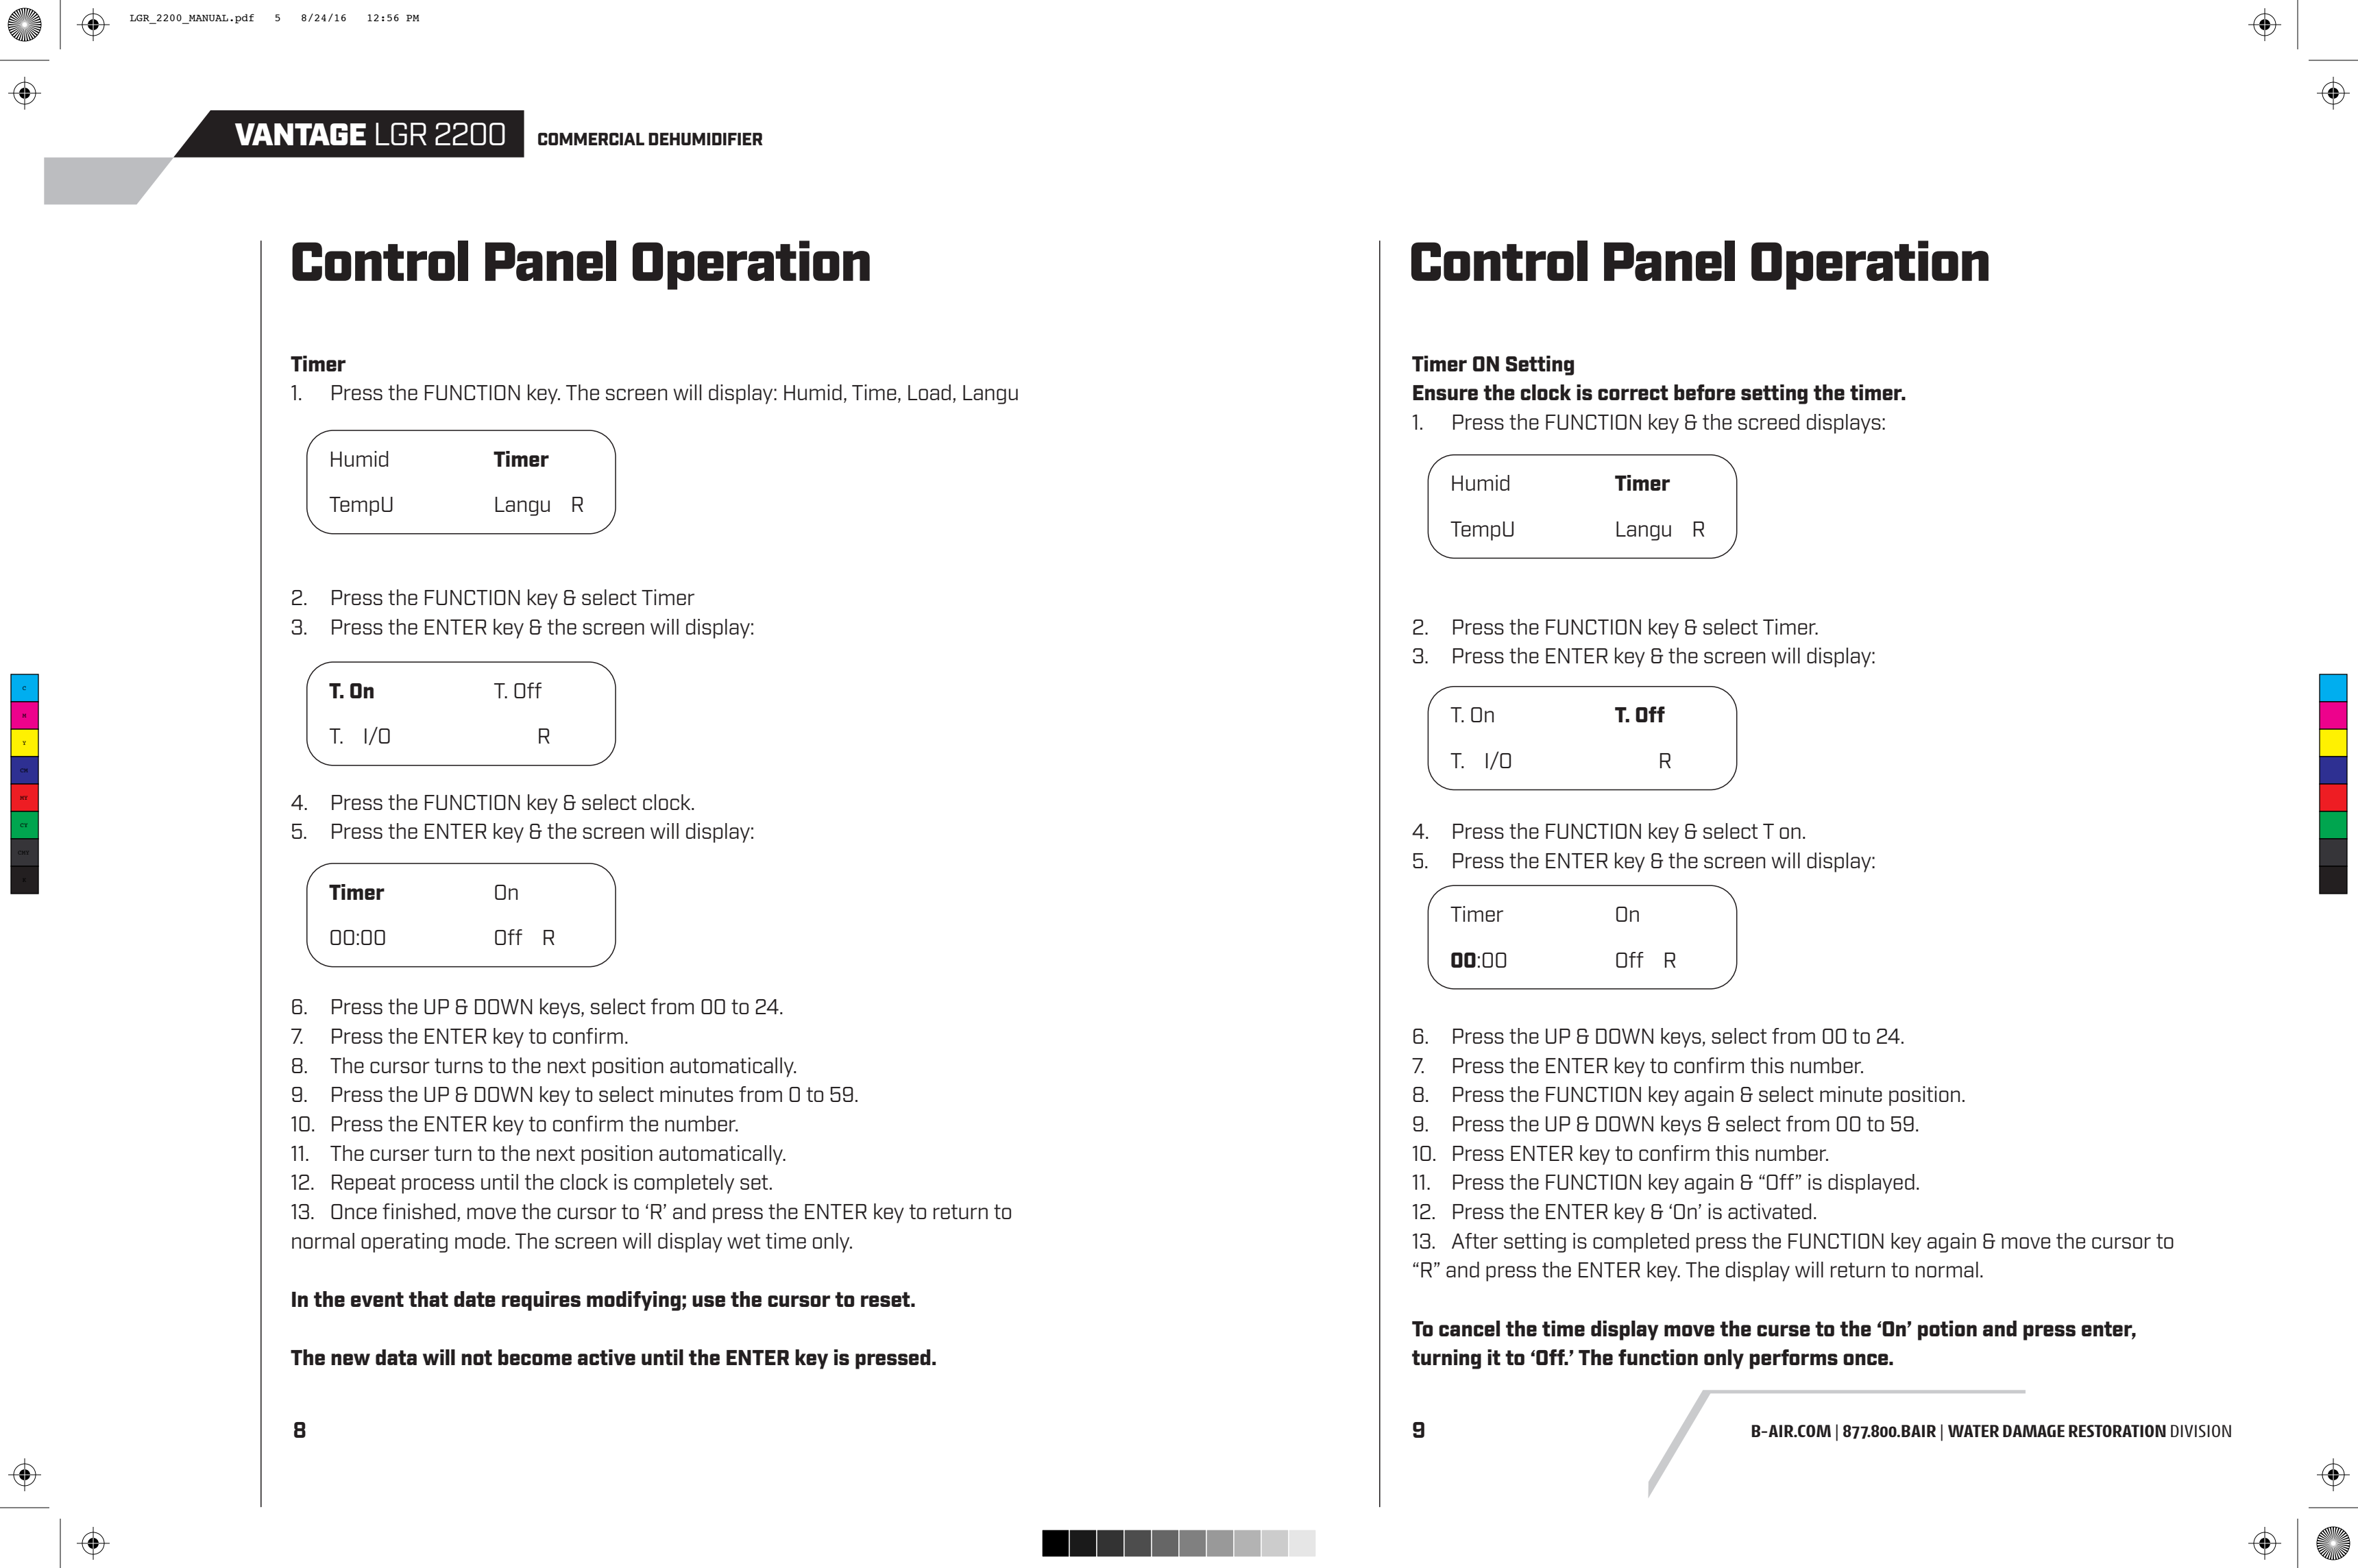 LGR_2200_MANUAL.pdf 5 8/24/16 12:56 PM
VANTAGE LGR 2200 COMMERCIAL DEHUMIDIFIER
Control Panel Operation
Timer
1. Press the FUNCTION key. The screen will display: Humid, Time, Load, Langu
Humid Timer
TempU Langu R
2. Press the FUNCTION key & select Timer
3. Press the ENTER key & the screen will display:
T. On T. Off
T. I/O R
4. Press the FUNCTION key & select clock.
5. Press the ENTER key & the screen will display:
Timer On
00:00 Off R
6. Press the UP & DOWN keys, select from 00 to 24.
7. Press the ENTER key to confirm.
8. The cursor turns to the next position automatically.
9. Press the UP & DOWN key to select minutes from 0 to 59.
10. Press the ENTER key to confirm the number.
11. The curser turn to the next position automatically.
12. Repeat process until the clock is completely set.
13. Once finished, move the cursor to ‘R’ and press the ENTER key to return to
normal operating mode. The screen will display wet time only.
In the event that date requires modifying; use the cursor to reset.
The new data will not become active until the ENTER key is pressed.
8
Control Panel Operation
Timer ON Setting
Ensure the clock is correct before setting the timer.
1. Press the FUNCTION key & the screed displays:
Humid Timer
TempU Langu R
2. Press the FUNCTION key & select Timer.
3. Press the ENTER key & the screen will display:
T. On T. Off
T. I/O R
4. Press the FUNCTION key & select T on.
5. Press the ENTER key & the screen will display:
Timer On
00:00 Off R
6. Press the UP & DOWN keys, select from 00 to 24.
7. Press the ENTER key to confirm this number.
8. Press the FUNCTION key again & select minute position.
9. Press the UP & DOWN keys & select from 00 to 59.
10. Press ENTER key to confirm this number.
11. Press the FUNCTION key again & “Off” is displayed.
12. Press the ENTER key & ‘On’ is activated.
13. After setting is completed press the FUNCTION key again & move the cursor to
“R” and press the ENTER key. The display will return to normal.
To cancel the time display move the curse to the ‘On’ potion and press enter,
turning it to ‘Off.’ The function only performs once.
9
B-AIR.COM | 877.800.BAIR | WATER DAMAGE RESTORATION DIVISION
C
M
Y
CM
MY
CY
CMY